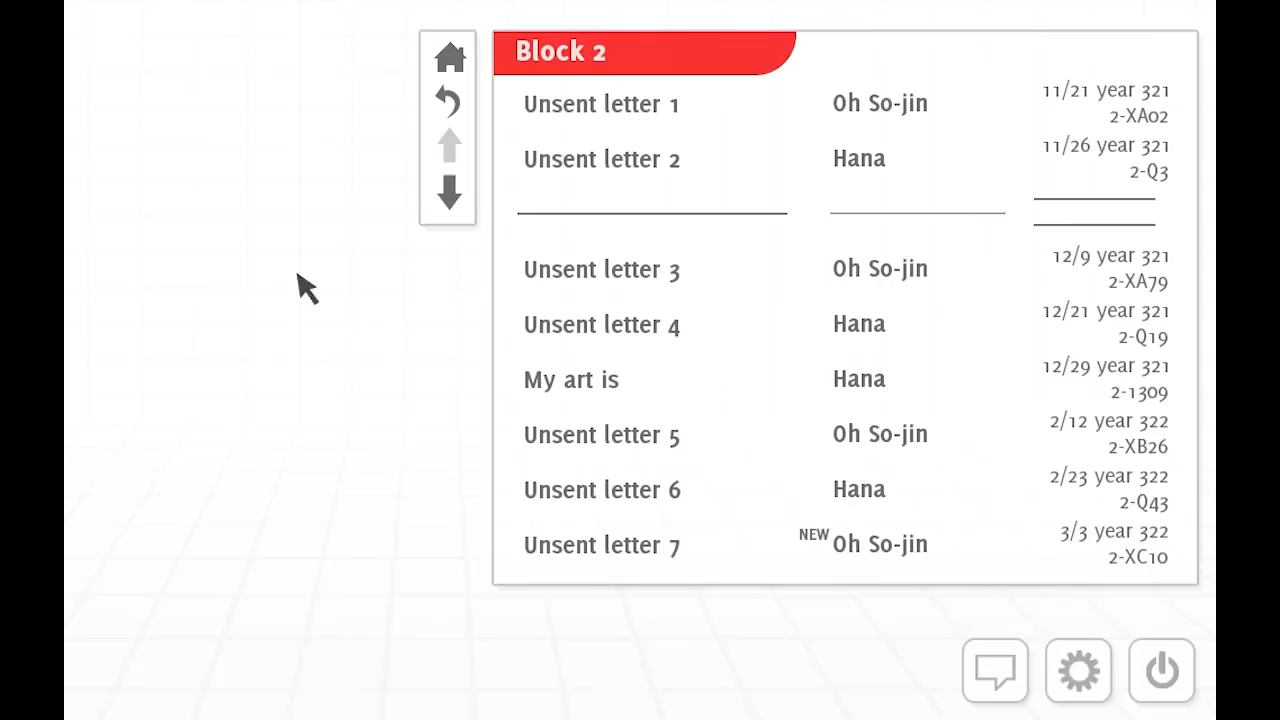 Block 2
Unsent letter 1 Oh So-jin 11/21 year 321
2-XA02
Unsent letter 2 Hana 11/26 year 321
2-Q3
Unsent letter 3 Oh So-jin 12/9 year 321
2-XA79
Unsent letter 4 Hana 12/21 year 321
2-Q19
My art is Hana 12/29 year 321
2-1309
Unsent letter 5 Oh So-jin 2/12 year 322
2-XB26
Unsent letter 6 Hana 2/23 year 322
2-Q43
Unsent letter 7 NEW Oh So-jin 3/3 year 322
2-XC10